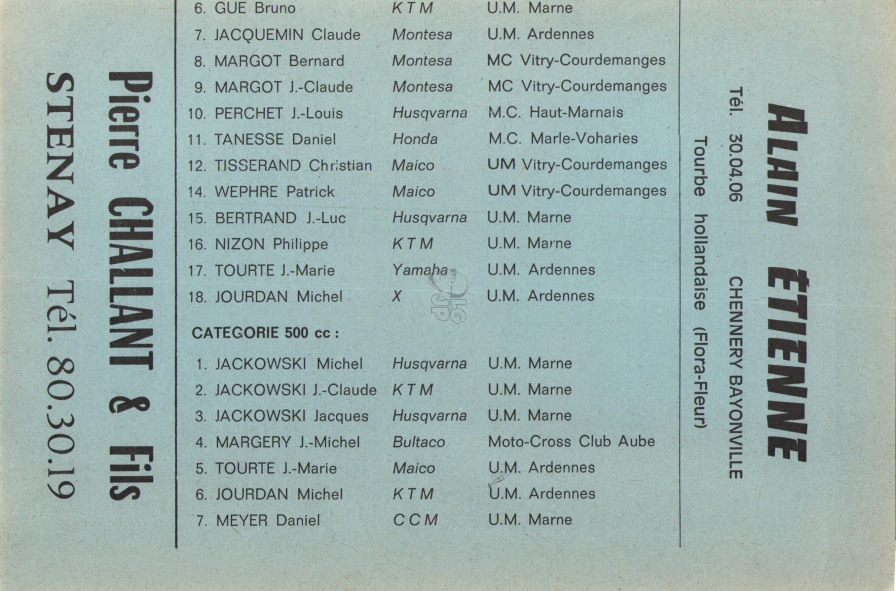 Pierre CHALLANT & Fils
STENAY Tél. 80.30.19
6. GUE Bruno KTM U.M. Marne
7. JACQUEMIN Claude Montesa U.M. Ardennes
8. MARGOT Bernard Montesa MC Vitry-Courdemanges
9. MARGOT J.-Claude Montesa MC Vitry-Courdemanges
10. PERCHET J.-Louis Husqvarna M.C. Haut-Marnais
11. TANESSE Daniel Honda M.C. Marle-Voharies
12. TISSERAND Christian Maico UM Vitry-Courdemanges
14. WEPHRE Patrick Maico UM Vitry-Courdemanges
15. BERTRAND J.-Luc Husqvarna U.M. Marne
16. NIZON Philippe KTM U.M. Marne
17. TOURTE J.-Marie Yamaha U.M. Ardennes
18. JOURDAN Michel X U.M. Ardennes
CATEGORIE 500 cc :
1. JACKOWSKI Michel Husqvarna U.M. Marne
2. JACKOWSKI J.-Claude KTM U.M. Marne
3. JACKOWSKI Jacques Husqvarna U.M. Marne
4. MARGERY J.-Michel Bultaco Moto-Cross Club Aube
5. TOURTE J.-Marie Maico U.M. Ardennes
6. JOURDAN Michel KTM U.M. Ardennes
7. MEYER Daniel CCM U.M. Marne
ALAIN ÉTIENNE
Tél. 30.04.06 CHENNERY BAYONVILLE
Tourbe hollandaise (Flora-Fleur)